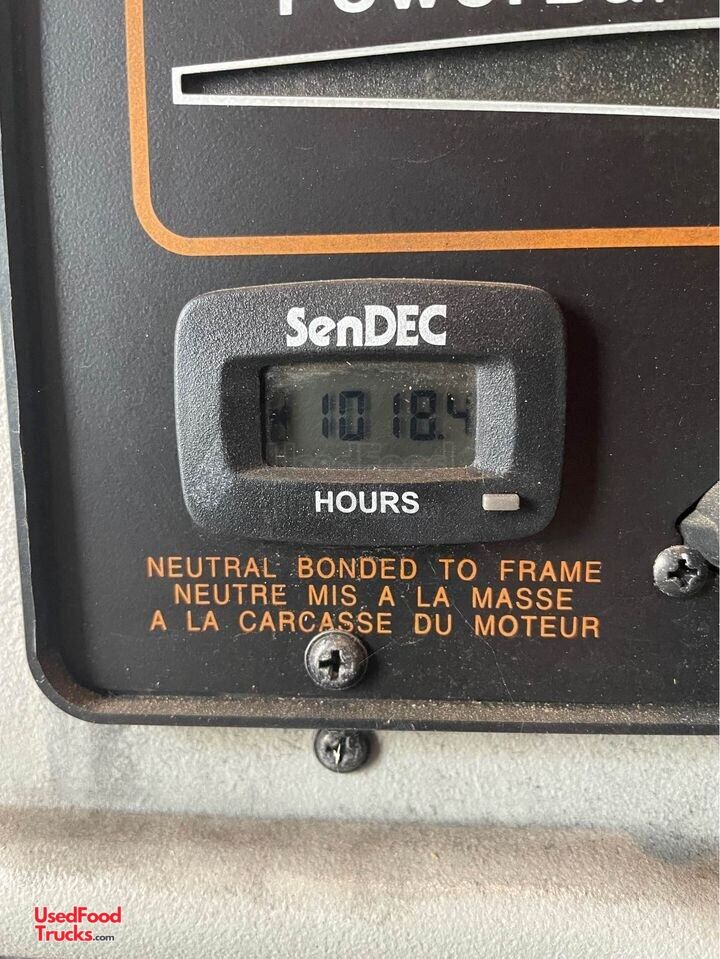 SenDEC
1018.4
HOURS
NEUTRAL BONDED TO FRAME
NEUTRE MIS A LA MASSE
A LA CARCASSE DU MOTEUR
UsedFood
Trucks.com